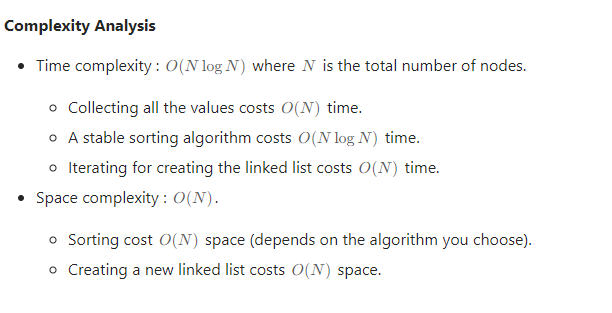 Complexity Analysis
• Time complexity : O(N log N) where N is the total number of nodes.
◦ Collecting all the values costs O(N) time.
◦ A stable sorting algorithm costs O(N log N) time.
◦ Iterating for creating the linked list costs O(N) time.
• Space complexity : O(N).
◦ Sorting cost O(N) space (depends on the algorithm you choose).
◦ Creating a new linked list costs O(N) space.